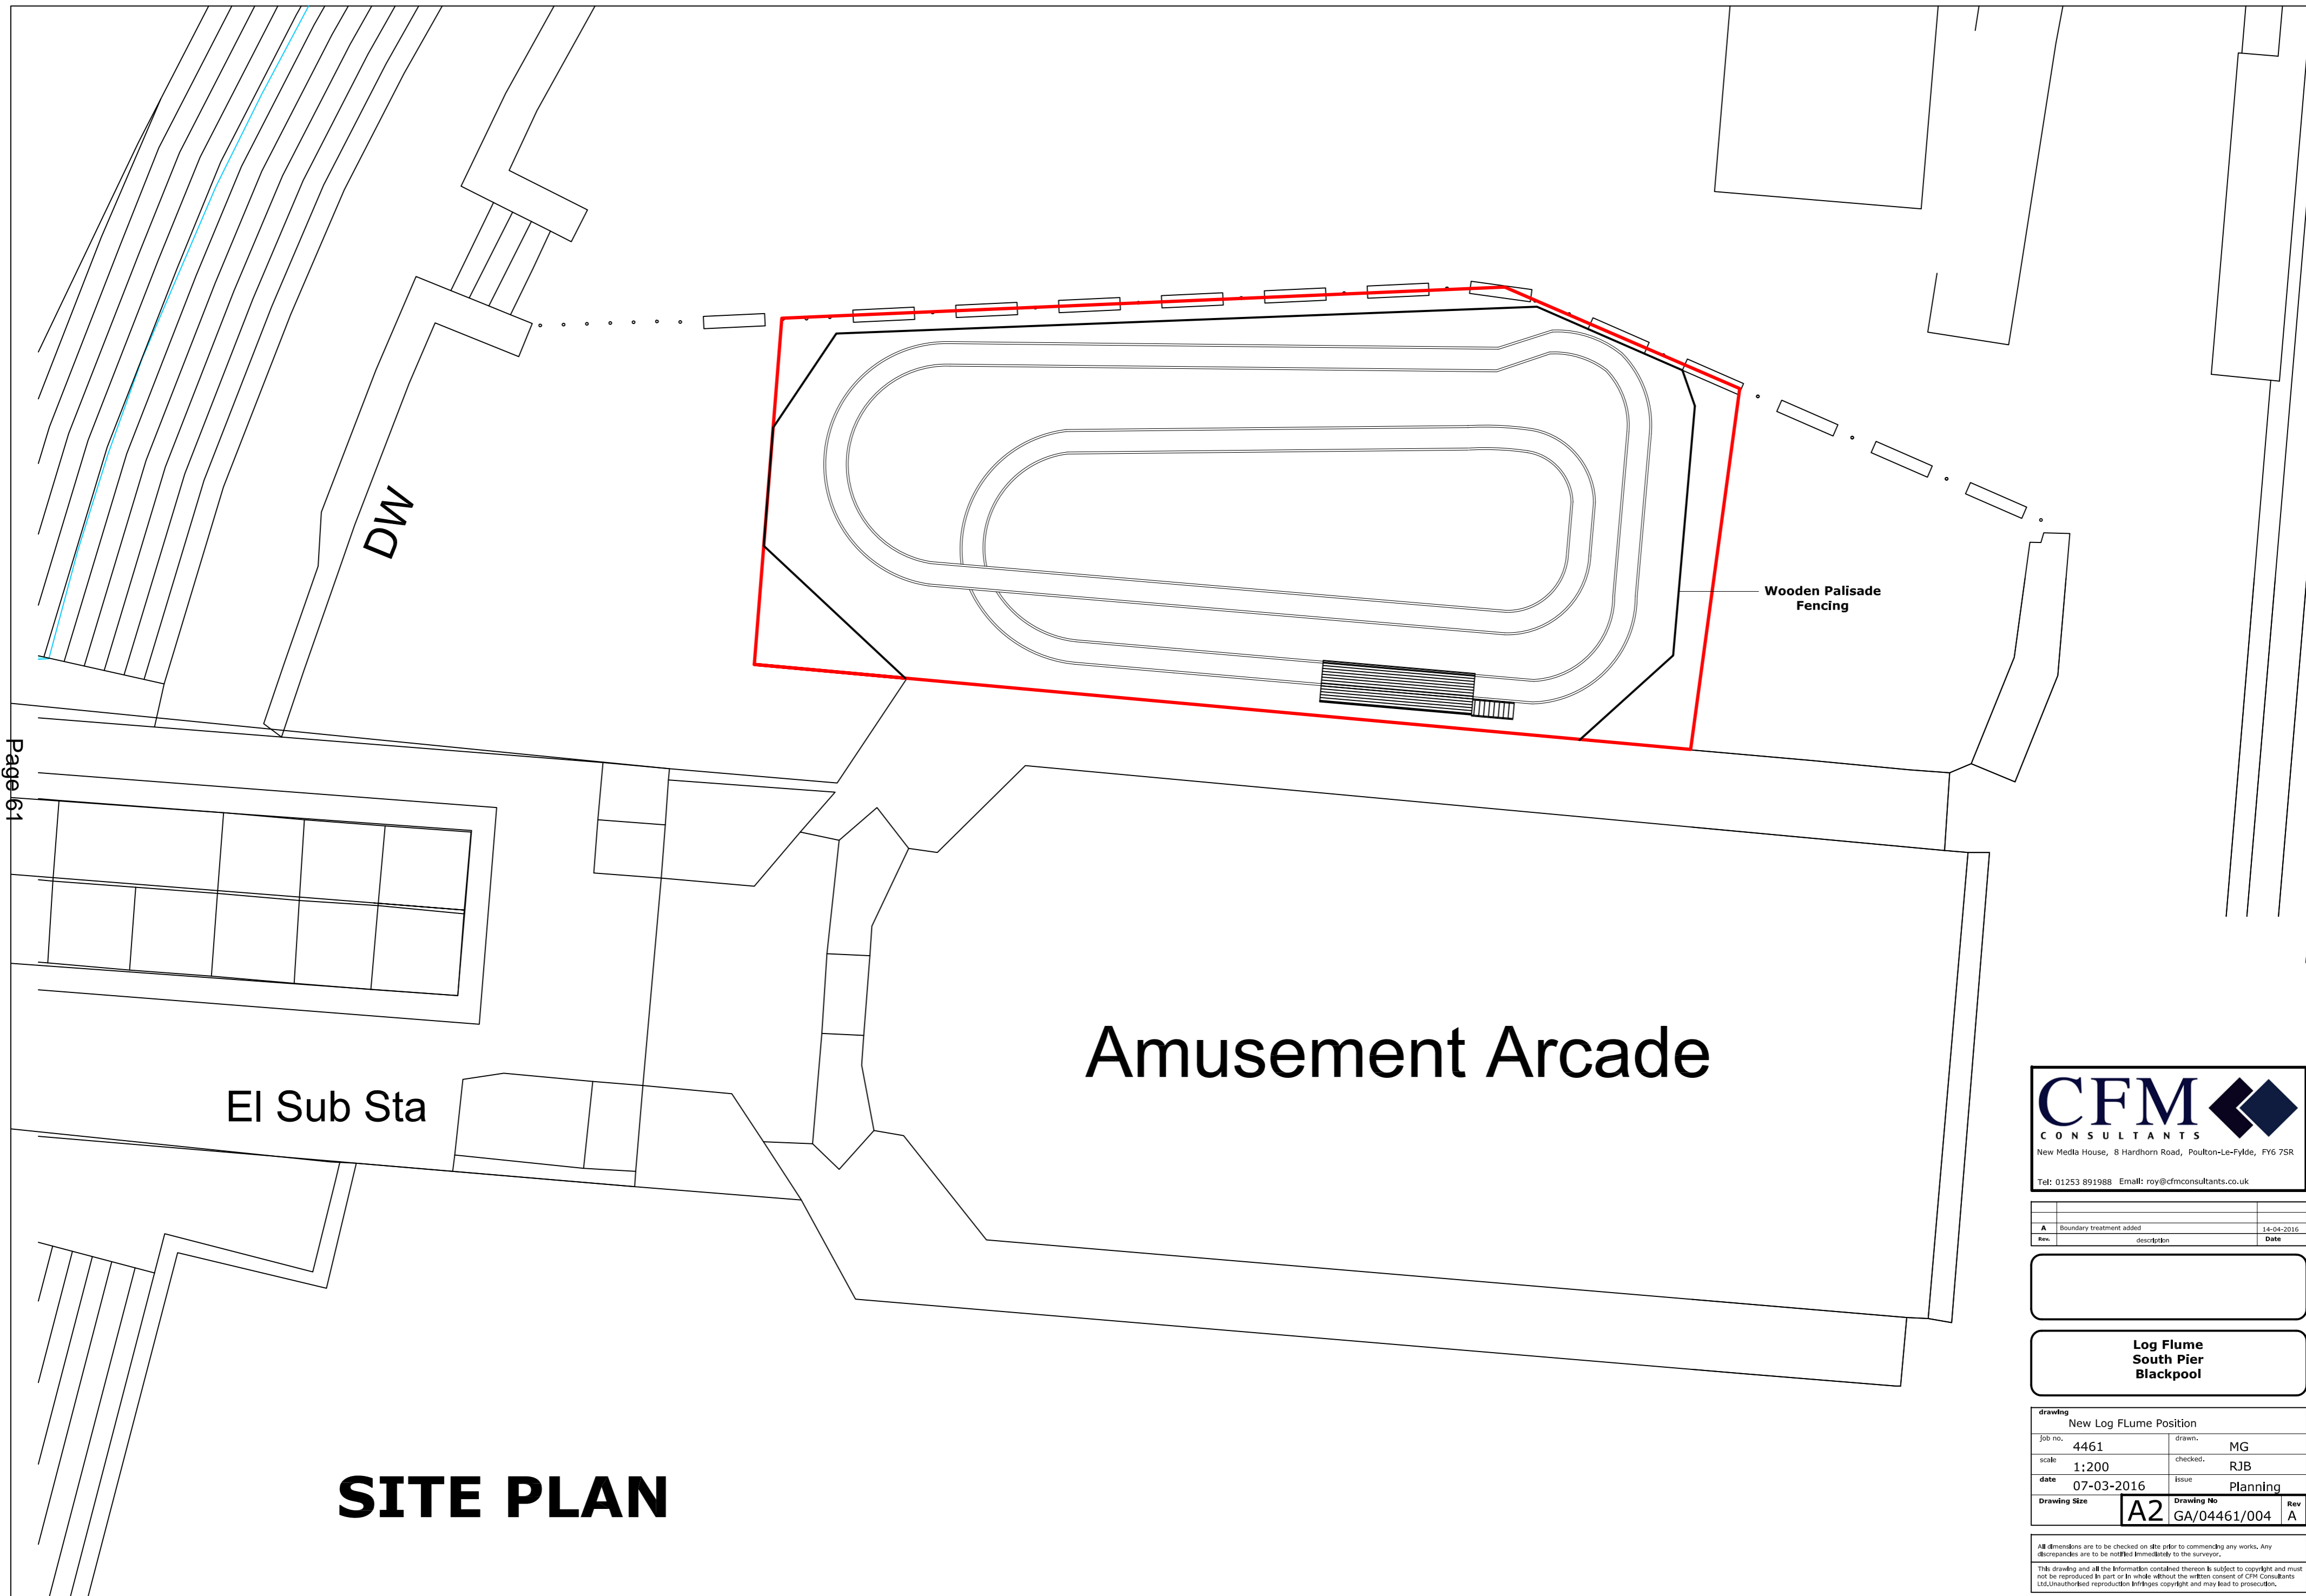 DW
Wooden Palisade
Fencing
Page 61
Amusement Arcade
El Sub Sta
SITE PLAN
CFM
CONSULTANTS
New Media House, 8 Hardhorn Road, Poulton-Le-Fylde, FY6 7SR
Tel: 01253 891988 Email: roy@cfmconsultants.co.uk
A Boundary treatment added 14-04-2016
Rev. description Date
Log Flume
South Pier
Blackpool
drawing
New Log FLume Position
job no. 4461 drawn. MG
scale 1:200 checked. RJB
date 07-03-2016 issue Planning
Drawing Size A2 Drawing No GA/04461/004 Rev A
All dimensions are to be checked on site prior to commencing any works. Any
discrepancies are to be notified immediately to the surveyor.
This drawing and all the information contained thereon is subject to copyright and must
not be reproduced in part or in whole without the written consent of CFM Consultants
Ltd.Unauthorised reproduction infringes copyright and may lead to prosecution.